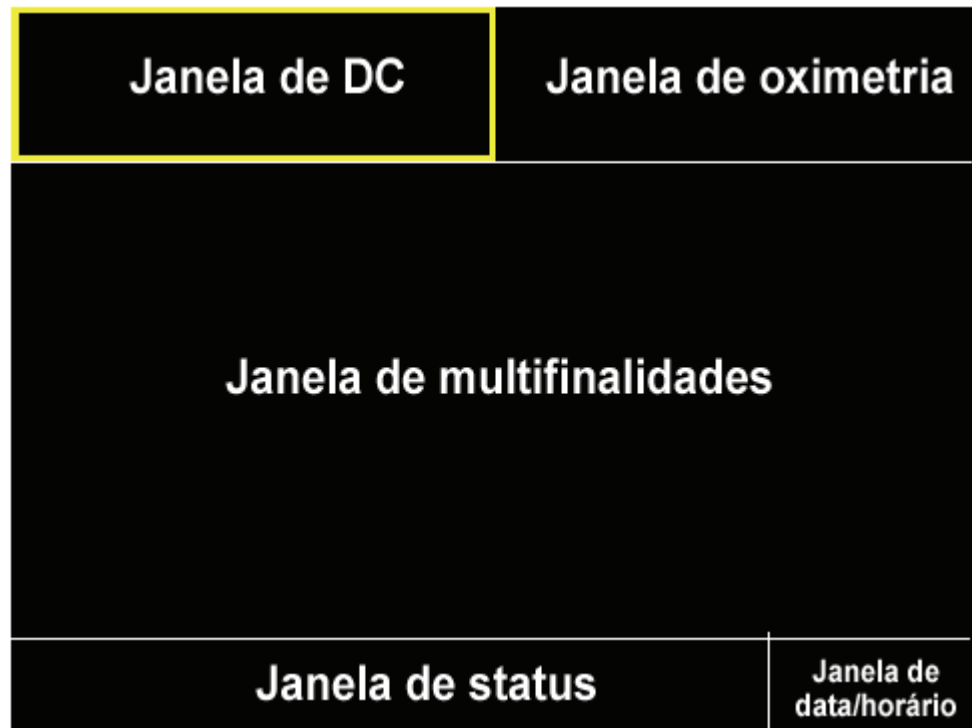 Janela de DC
Janela de oximetria
Janela de multifinalidades
Janela de status
Janela de
data/horário